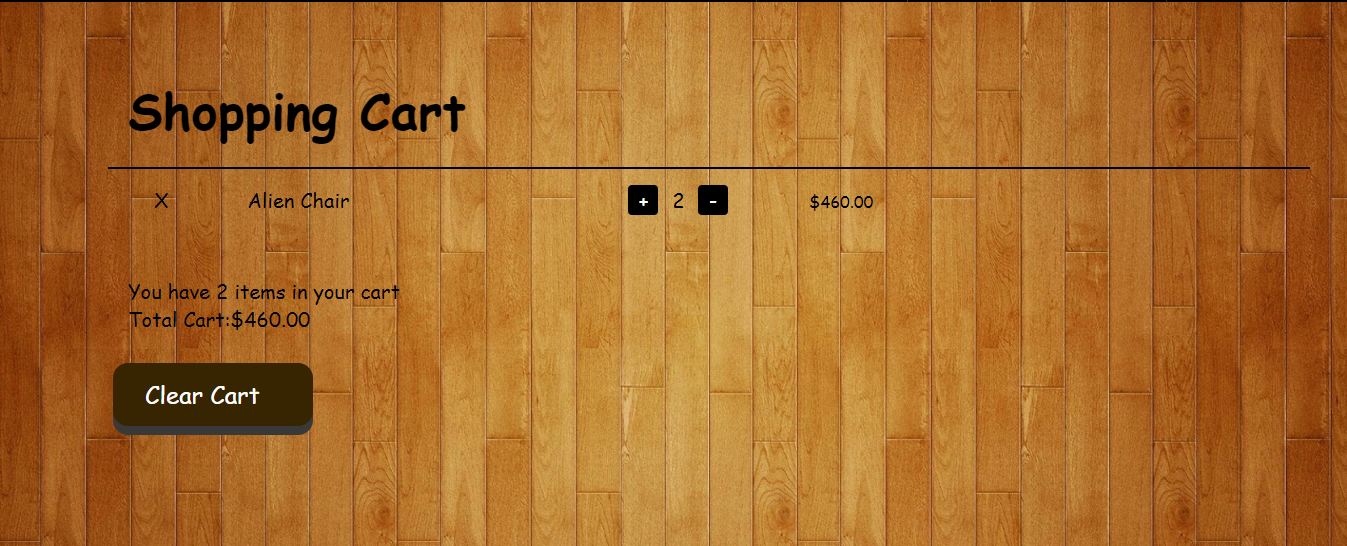 Shopping Cart
X Alien Chair + 2 - $460.00
You have 2 items in your cart
Total Cart:$460.00
Clear Cart